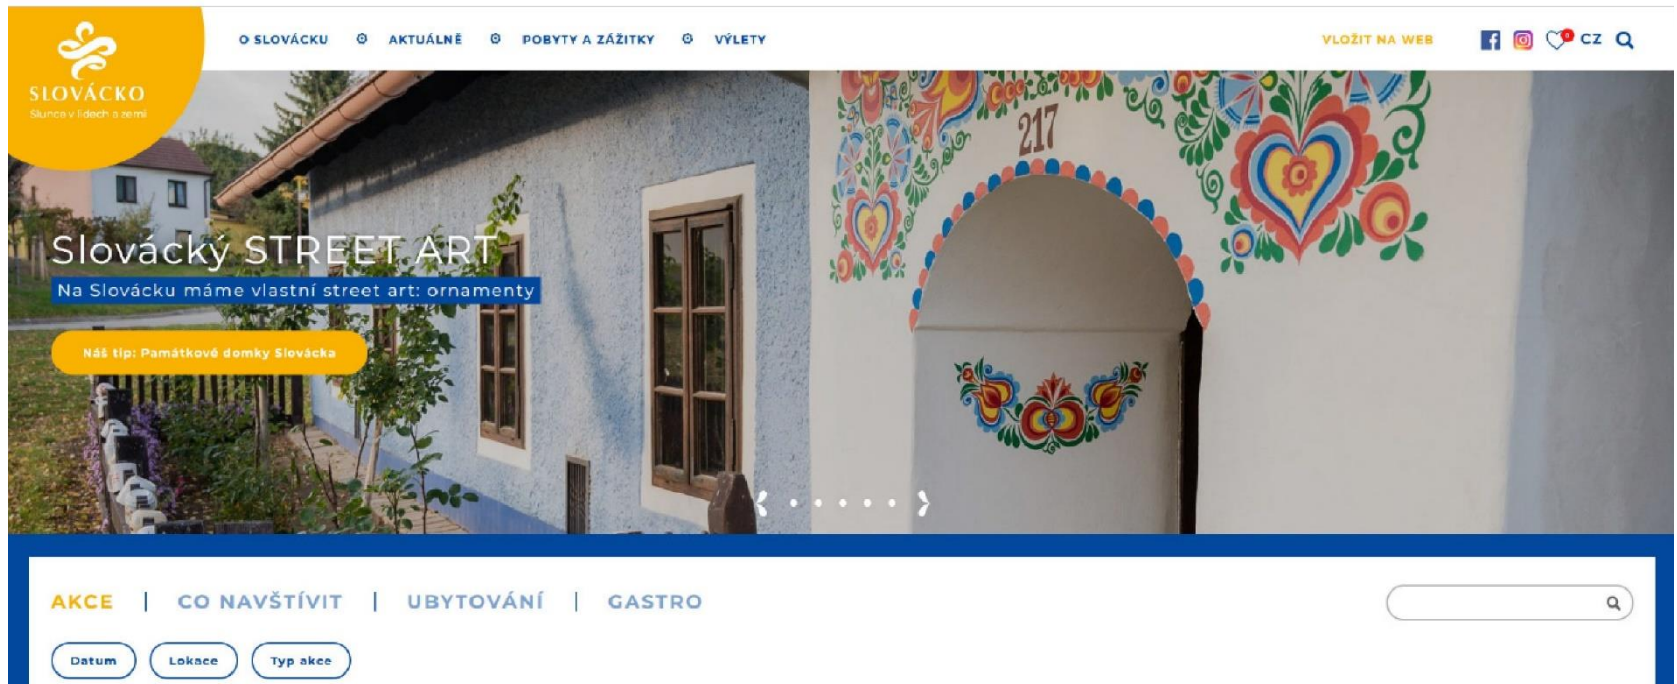 SLOVÁCKO
Slunce v lidech a zemi
O SLOVÁCKU
AKTUÁLNĚ
POBYTY A ZÁŽITKY
VÝLETY
VLOŽIT NA WEB
0
CZ
217
Slovácký STREET ART
Na Slovácku máme vlastní street art: ornamenty
Náš tip: Památkové domky Slovácka
AKCE | CO NAVŠTÍVIT | UBYTOVÁNÍ | GASTRO
Datum
Lokace
Typ akce